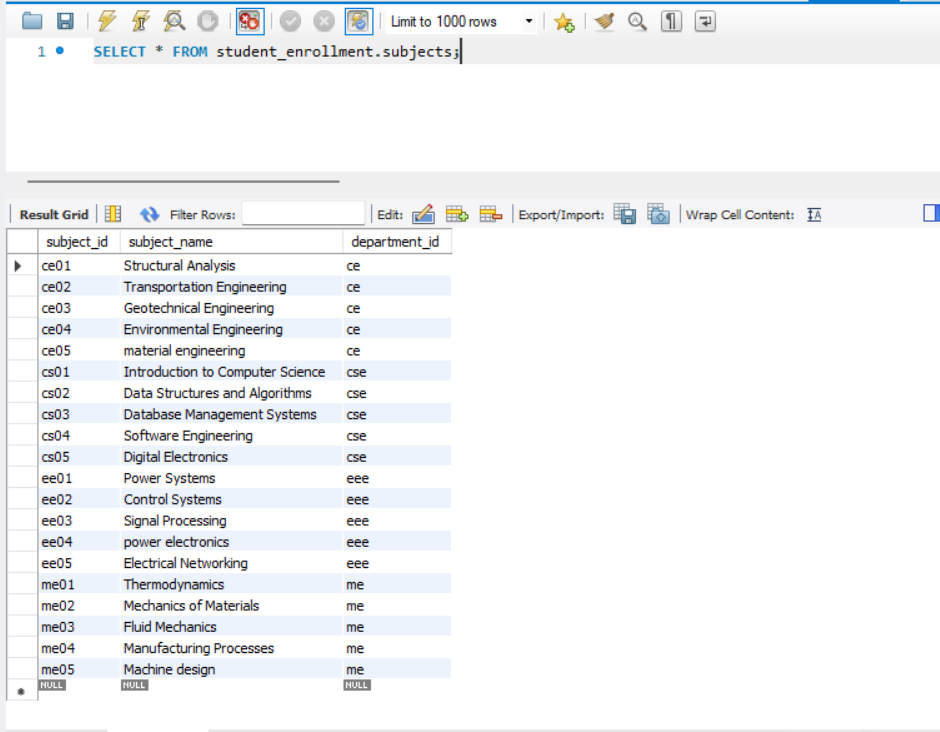 Limit to 1000 rows
1 SELECT * FROM student_enrollment.subjects;
Result Grid Filter Rows: Edit: Export/Import: Wrap Cell Content: IA
subject_id subject_name department_id
ce01 Structural Analysis ce
ce02 Transportation Engineering ce
ce03 Geotechnical Engineering ce
ce04 Environmental Engineering ce
ce05 material engineering ce
cs01 Introduction to Computer Science cse
cs02 Data Structures and Algorithms cse
cs03 Database Management Systems cse
cs04 Software Engineering cse
cs05 Digital Electronics cse
ee01 Power Systems eee
ee02 Control Systems eee
ee03 Signal Processing eee
ee04 power electronics eee
ee05 Electrical Networking eee
me01 Thermodynamics me
me02 Mechanics of Materials me
me03 Fluid Mechanics me
me04 Manufacturing Processes me
me05 Machine design me
NULL NULL NULL